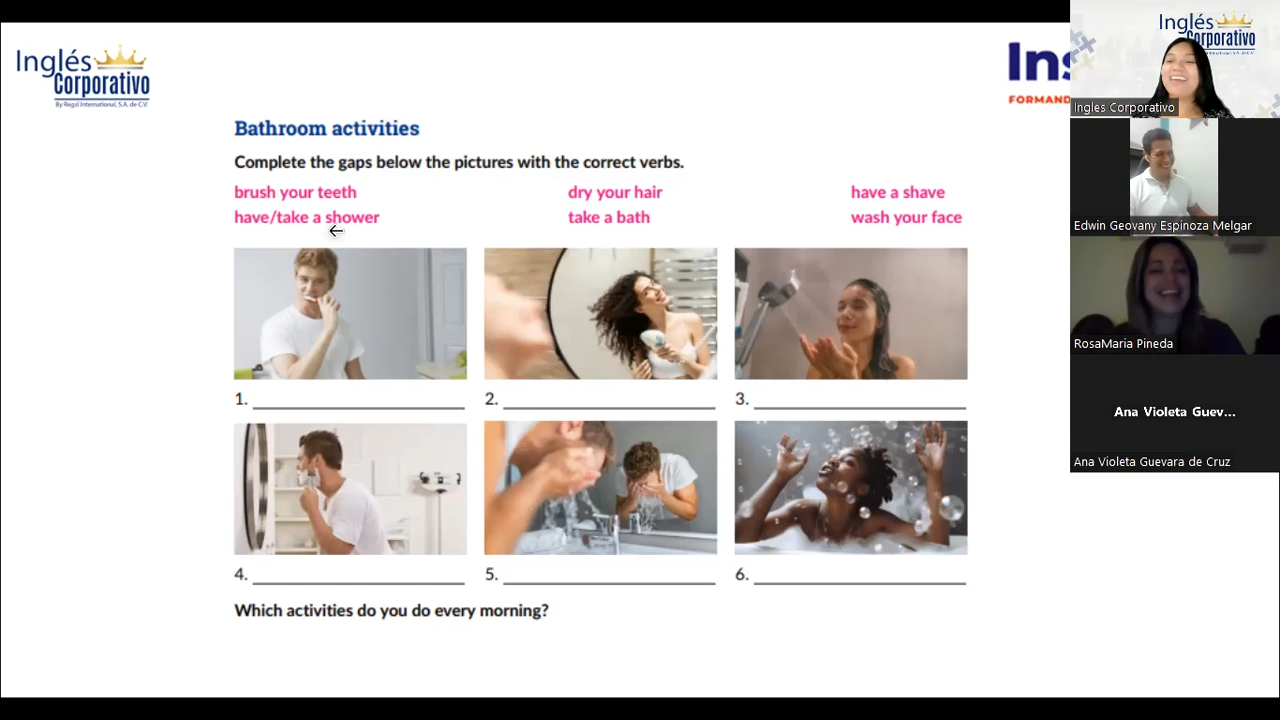 Inglés
Corporativo
By Regal International, S.A. de C.V.
Ins
FORMAND
Bathroom activities
Complete the gaps below the pictures with the correct verbs.
brush your teeth dry your hair have a shave
have/take a shower take a bath wash your face
1. 2. 3.
4. 5. 6.
Which activities do you do every morning?
Inglés
Corporativo
Ingles Corporativo
Edwin Geovany Espinoza Melgar
RosaMaria Pineda
Ana Violeta Guev...
Ana Violeta Guevara de Cruz